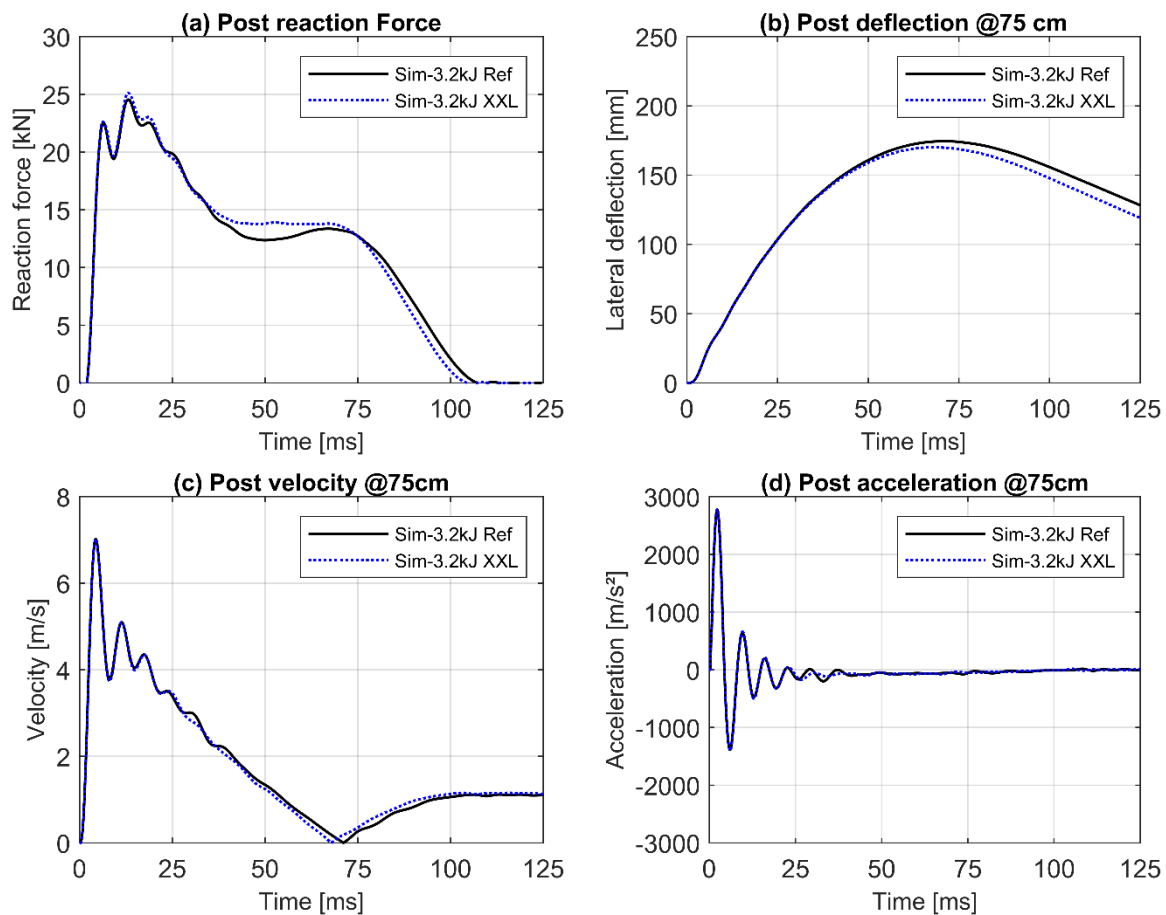 (a) Post reaction Force
Reaction force [kN]
30
25
20
15
10
5
0
0 25 50 75 100 125
Time [ms]
Sim-3.2kJ Ref
Sim-3.2kJ XXL
(b) Post deflection @75 cm
Lateral deflection [mm]
250
200
150
100
50
0
0 25 50 75 100 125
Time [ms]
Sim-3.2kJ Ref
Sim-3.2kJ XXL
(c) Post velocity @75cm
Velocity [m/s]
8
6
4
2
0
0 25 50 75 100 125
Time [ms]
Sim-3.2kJ Ref
Sim-3.2kJ XXL
(d) Post acceleration @75cm
Acceleration [m/s²]
3000
2000
1000
0
-1000
-2000
-3000
0 25 50 75 100 125
Time [ms]
Sim-3.2kJ Ref
Sim-3.2kJ XXL